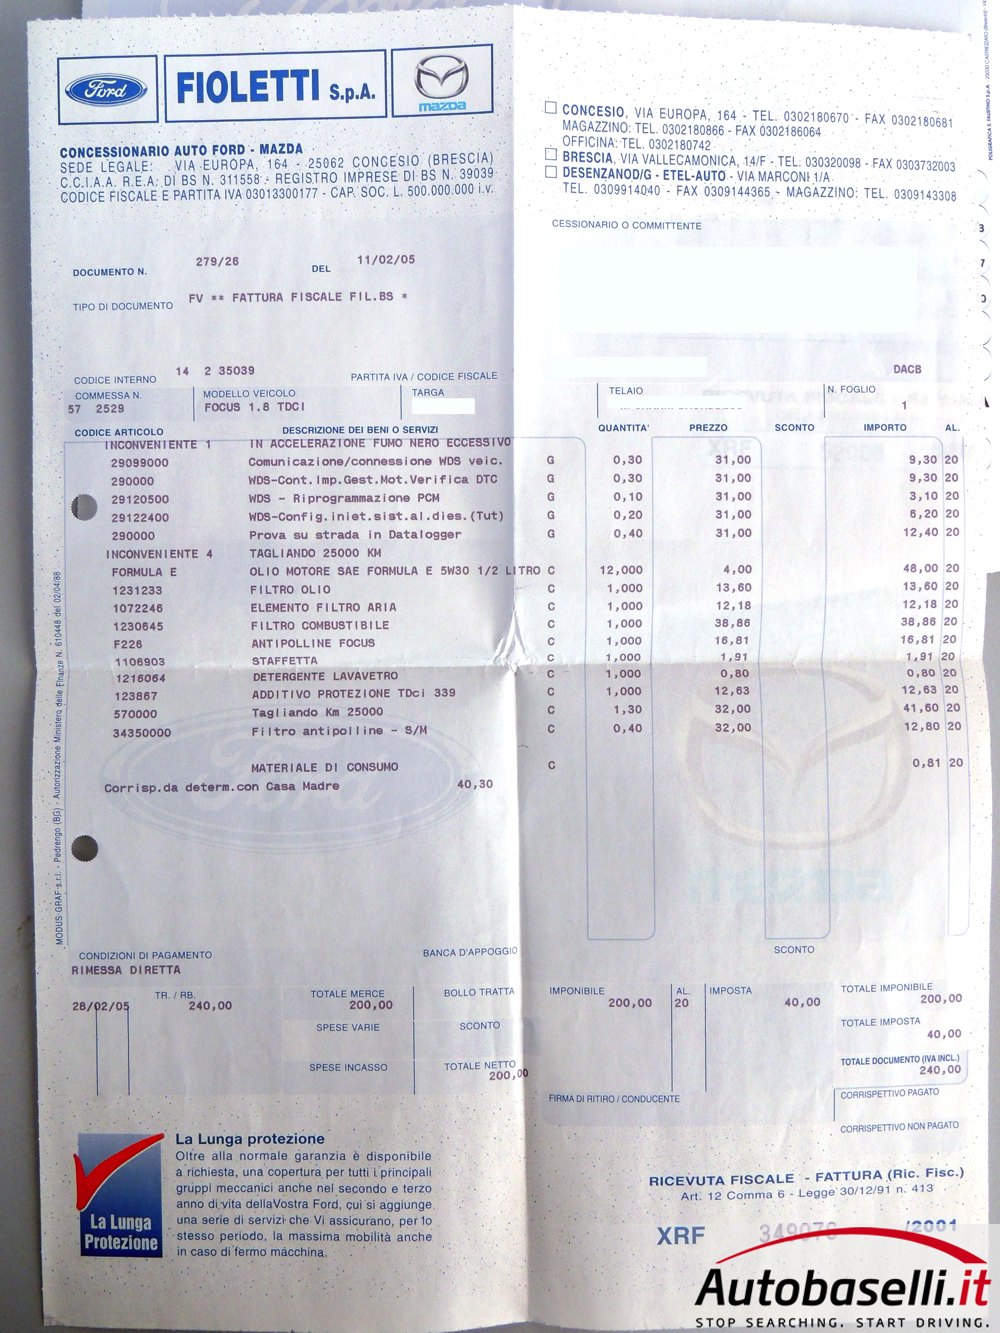 Ford
FIOLETTI S.p.A.
mazda
CONCESSIONARIO AUTO FORD - MAZDA
SEDE LEGALE: VIA EUROPA, 164 - 25062 CONCESIO (BRESCIA)
C.C.I.A.A. R.E.A. DI BS N. 311558 - REGISTRO IMPRESE DI BS N. 39039
CODICE FISCALE E PARTITA IVA 03013300177 - CAP. SOC. L. 500.000.000 i.v.
CONCESIO, VIA EUROPA, 164 - TEL. 0302180670 - FAX 0302180681
MAGAZZINO: TEL. 0302180866 - FAX 0302186064
OFFICINA: TEL. 0302180742
BRESCIA, VIA VALLECAMONICA, 14/F - TEL. 030320098 - FAX 0303732003
DESENZANO/G - ETEL-AUTO - VIA MARCONI 1/A
TEL. 0309914040 - FAX 0309144365 - MAGAZZINO: TEL. 0309143308
CESSIONARIO O COMMITTENTE
DOCUMENTO N. 279/26 DEL 11/02/05
TIPO DI DOCUMENTO FV ** FATTURA FISCALE FIL.BS *
CODICE INTERNO 14 2 35039 PARTITA IVA / CODICE FISCALE DACB
COMMESSA N. MODELLO VEICOLO TARGA TELAIO N. FOGLIO
57 2529 FOCUS 1.8 TDCI 1
CODICE ARTICOLO DESCRIZIONE DEI BENI O SERVIZI QUANTITA' PREZZO SCONTO IMPORTO AL.
INCONVENIENTE 1 IN ACCELERAZIONE FUMO NERO ECCESSIVO
29099000 Comunicazione/connessione WDS veic. G 0,30 31,00 9,30 20
290000 WDS-Cont.Imp.Gest.Mot.Verifica DTC G 0,30 31,00 9,30 20
29120500 WDS - Riprogrammazione PCM G 0,10 31,00 3,10 20
29122400 WDS-Config.iniet.sist.al.dies.(Tut) G 0,20 31,00 6,20 20
290000 Prova su strada in Datalogger G 0,40 31,00 12,40 20
INCONVENIENTE 4 TAGLIANDO 25000 KM
FORMULA E OLIO MOTORE SAE FORMULA E 5W30 1/2 LITRO C 12,000 4,00 48,00 20
1231233 FILTRO OLIO C 1,000 13,60 13,60 20
1072246 ELEMENTO FILTRO ARIA C 1,000 12,18 12,18 20
1230645 FILTRO COMBUSTIBILE C 1,000 38,86 38,86 20
F226 ANTIPOLLINE FOCUS C 1,000 16,81 16,81 20
1106903 STAFFETTA C 1,000 1,91 1,91 20
1216064 DETERGENTE LAVAVETRO C 1,000 0,80 0,80 20
123867 ADDITIVO PROTEZIONE TDci 339 C 1,000 12,63 12,63 20
570000 Tagliando Km 25000 C 1,30 32,00 41,60 20
34350000 Filtro antipolline - S/M C 0,40 32,00 12,80 20
MATERIALE DI CONSUMO C 0,81 20
Corrisp.da determ.con Casa Madre 40,30
MODUS GRAF s.r.l. - Pedrengo (BG) - Autorizzazione Ministero delle Finanze N. 610448 del 02/04/88
CONDIZIONI DI PAGAMENTO BANCA D'APPOGGIO SCONTO
RIMESSA DIRETTA
TR. / RB. TOTALE MERCE BOLLO TRATTA IMPONIBILE AL. IMPOSTA TOTALE IMPONIBILE
28/02/05 240,00 200,00 200,00 20 40,00 200,00
SPESE VARIE SCONTO TOTALE IMPOSTA
40,00
SPESE INCASSO TOTALE NETTO TOTALE DOCUMENTO (IVA INCL.)
200,00 240,00
FIRMA DI RITIRO / CONDUCENTE CORRISPETTIVO PAGATO
CORRISPETTIVO NON PAGATO
La Lunga Protezione
La Lunga protezione
Oltre alla normale garanzia è disponibile
a richiesta, una copertura per tutti i principali
gruppi meccanici anche nel secondo e terzo
anno di vita dellaVostra Ford, cui si aggiunge
una serie di servizi che Vi assicurano, per lo
stesso periodo, la massima mobilità anche
in caso di fermo macchina.
RICEVUTA FISCALE - FATTURA (Ric. Fisc.)
Art. 12 Comma 6 - Legge 30/12/91 n. 413
XRF 349076 /2001
Autobaselli.it
STOP SEARCHING. START DRIVING.